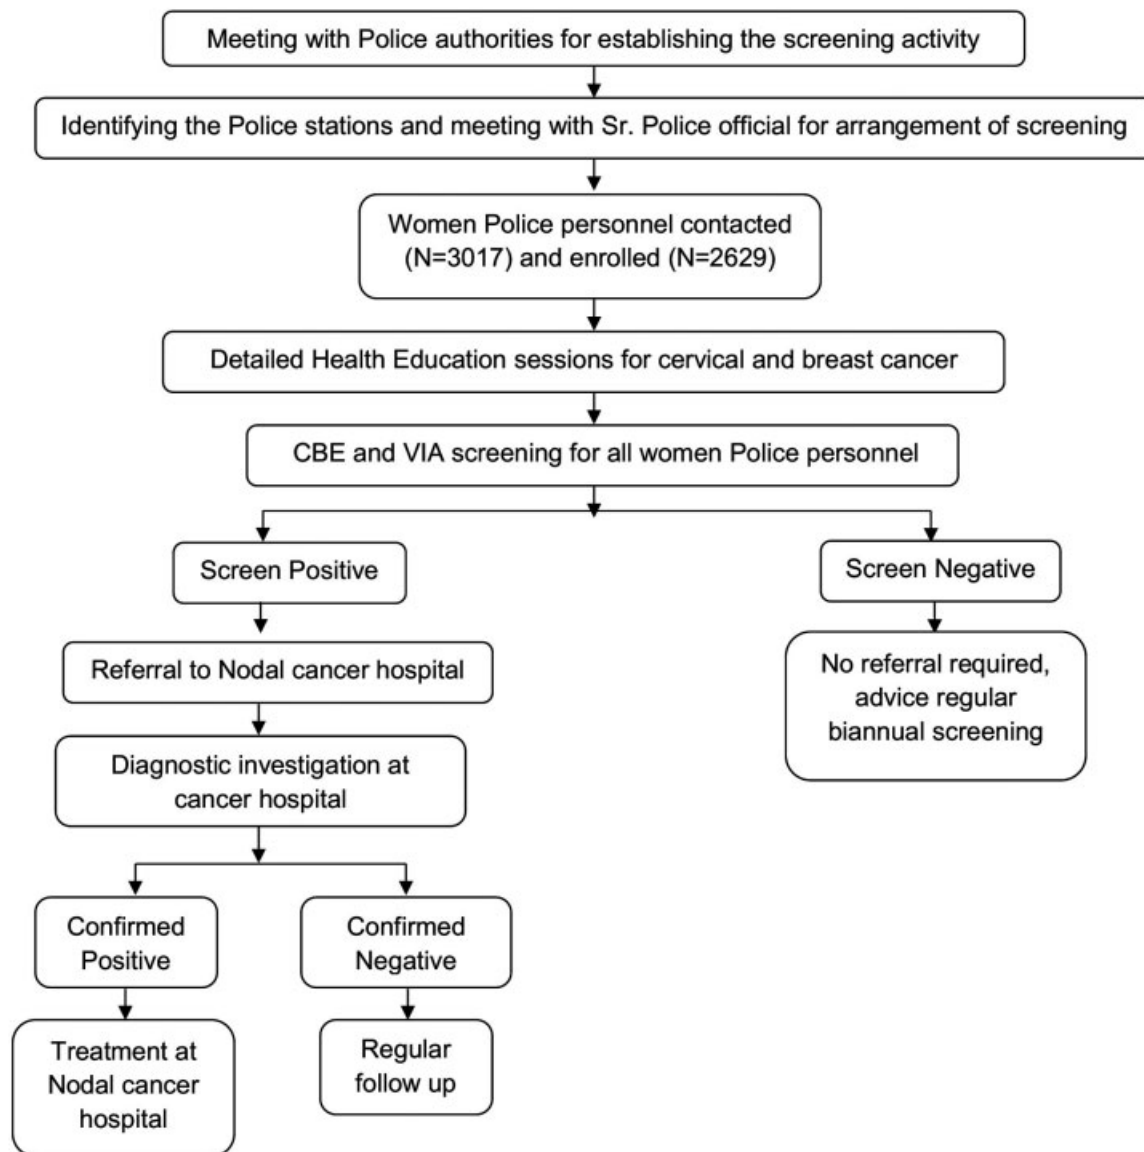 Meeting with Police authorities for establishing the screening activity
Identifying the Police stations and meeting with Sr. Police official for arrangement of screening
Women Police personnel contacted
(N=3017) and enrolled (N=2629)
Detailed Health Education sessions for cervical and breast cancer
CBE and VIA screening for all women Police personnel
Screen Positive
Screen Negative
Referral to Nodal cancer hospital
No referral required,
advice regular
biannual screening
Diagnostic investigation at
cancer hospital
Confirmed
Positive
Confirmed
Negative
Treatment at
Nodal cancer
hospital
Regular
follow up